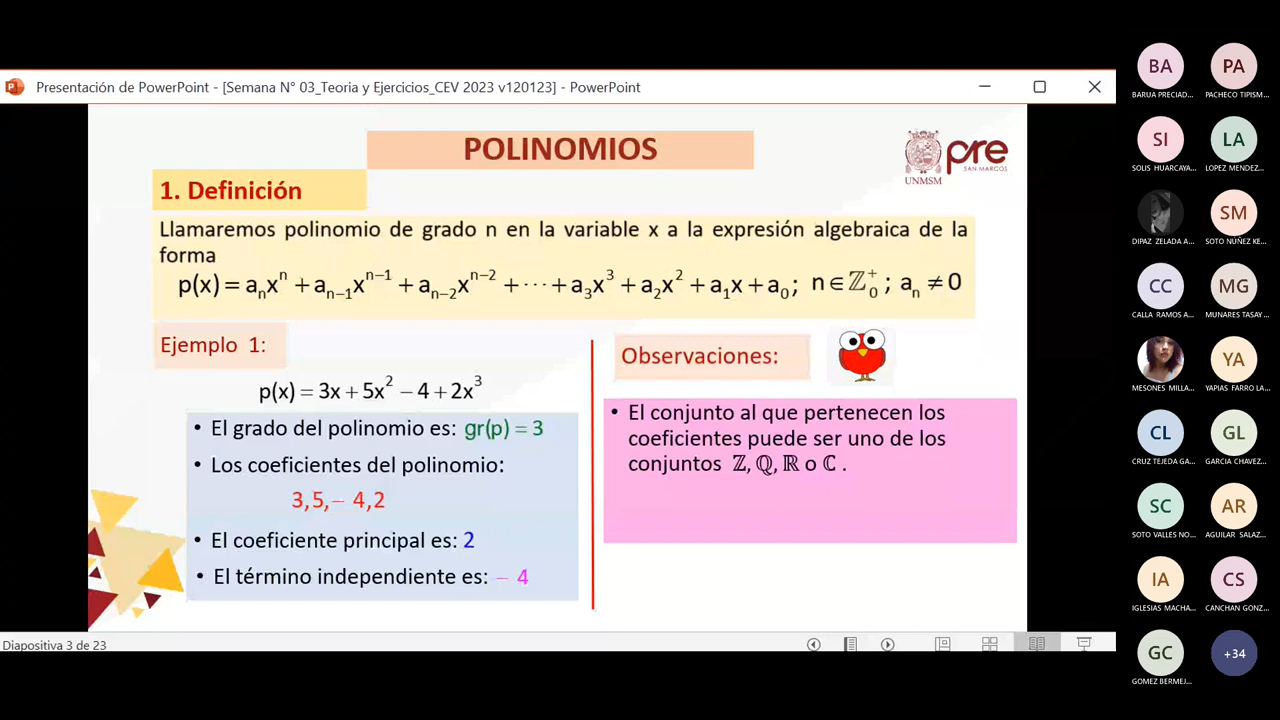 Presentación de PowerPoint - [Semana N° 03_Teoria y Ejercicios_CEV 2023 v120123] - PowerPoint
POLINOMIOS
UNMSM
pre
SAN MARCOS
1. Definición
Llamaremos polinomio de grado n en la variable x a la expresión algebraica de la
forma
p(x) = aₙxⁿ + aₙ₋₁xⁿ⁻¹ + aₙ₋₂xⁿ⁻² + ⋯ + a₃x³ + a₂x² + a₁x + a₀ ; n ∈ ℤ₀⁺ ; aₙ ≠ 0
Ejemplo 1:
p(x) = 3x + 5x² − 4 + 2x³
• El grado del polinomio es: gr(p) = 3
• Los coeficientes del polinomio:
3,5,− 4,2
• El coeficiente principal es: 2
• El término independiente es: − 4
Observaciones:
• El conjunto al que pertenecen los
coeficientes puede ser uno de los
conjuntos ℤ, ℚ, ℝ o ℂ .
Diapositiva 3 de 23
BA
BARUA PRECIAD...
PA
PACHECO TIPISM...
SI
SOLIS HUARCAYA...
LA
LOPEZ MENDEZ...
DIPAZ ZELADA A...
SM
SOTO NUÑEZ KE...
CC
CALLA RAMOS A...
MG
MUNARES TASAY...
MESONES MILLA...
YA
YAPIAS FARRO LA...
CL
CRUZ TEJEDA GA...
GL
GARCIA CHAVEZ...
SC
SOTO VALLES NO...
AR
AGUILAR SALAZ...
IA
IGLESIAS MACHA...
CS
CANCHAN GONZ...
GC
GOMEZ BERMEJ...
+34